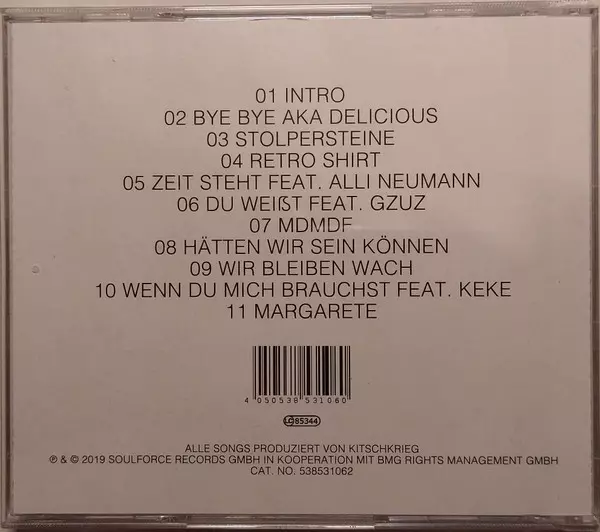 01 INTRO
02 BYE BYE AKA DELICIOUS
03 STOLPERSTEINE
04 RETRO SHIRT
05 ZEIT STEHT FEAT. ALLI NEUMANN
06 DU WEIßT FEAT. GZUZ
07 MDMDF
08 HÄTTEN WIR SEIN KÖNNEN
09 WIR BLEIBEN WACH
10 WENN DU MICH BRAUCHST FEAT. KEKE
11 MARGARETE
4 050538 531060
LC 85344
ALLE SONGS PRODUZIERT VON KITSCHKRIEG
℗ & © 2019 SOULFORCE RECORDS GMBH IN KOOPERATION MIT BMG RIGHTS MANAGEMENT GMBH
CAT. NO. 538531062